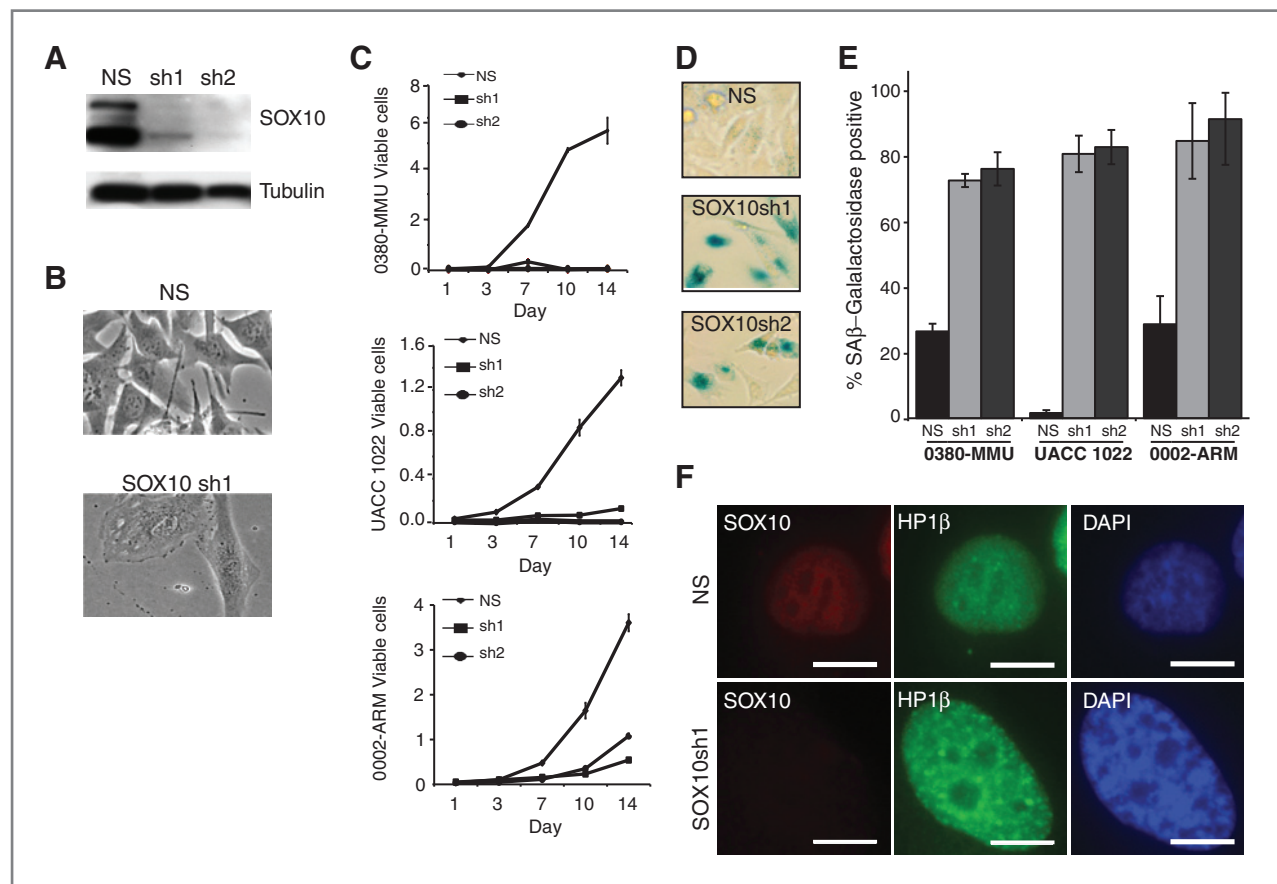 A
NS sh1 sh2
SOX10
Tubulin
B
NS
SOX10 sh1
C
NS
sh1
sh2
8
6
4
2
0
0380-MMU Viable cells
1 3 7 10 14
Day
NS
sh1
sh2
1.6
1.2
0.8
0.4
0.0
UACC 1022 Viable cells
1 3 7 10 14
Day
NS
sh1
sh2
4
3
2
1
0
0002-ARM Viable cells
1 3 7 10 14
Day
D
NS
SOX10sh1
SOX10sh2
E
100
80
60
40
20
0
% SAβ–Galalactosidase positive
NS sh1 sh2 NS sh1 sh2 NS sh1 sh2
0380-MMU UACC 1022 0002-ARM
F
NS
SOX10 HP1β DAPI
SOX10sh1
SOX10 HP1β DAPI